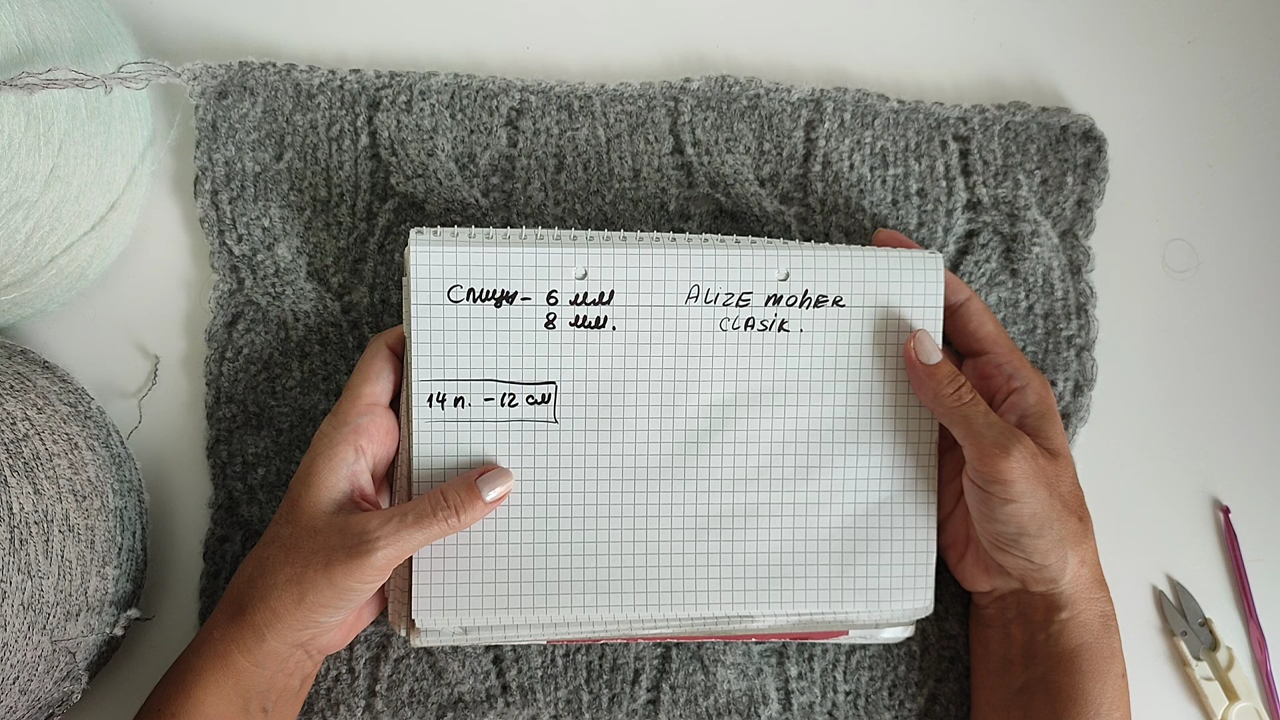 Спицы - 6 мм
8 мм.
ALIZE MOHER
CLASIK.
14 п. - 12 см